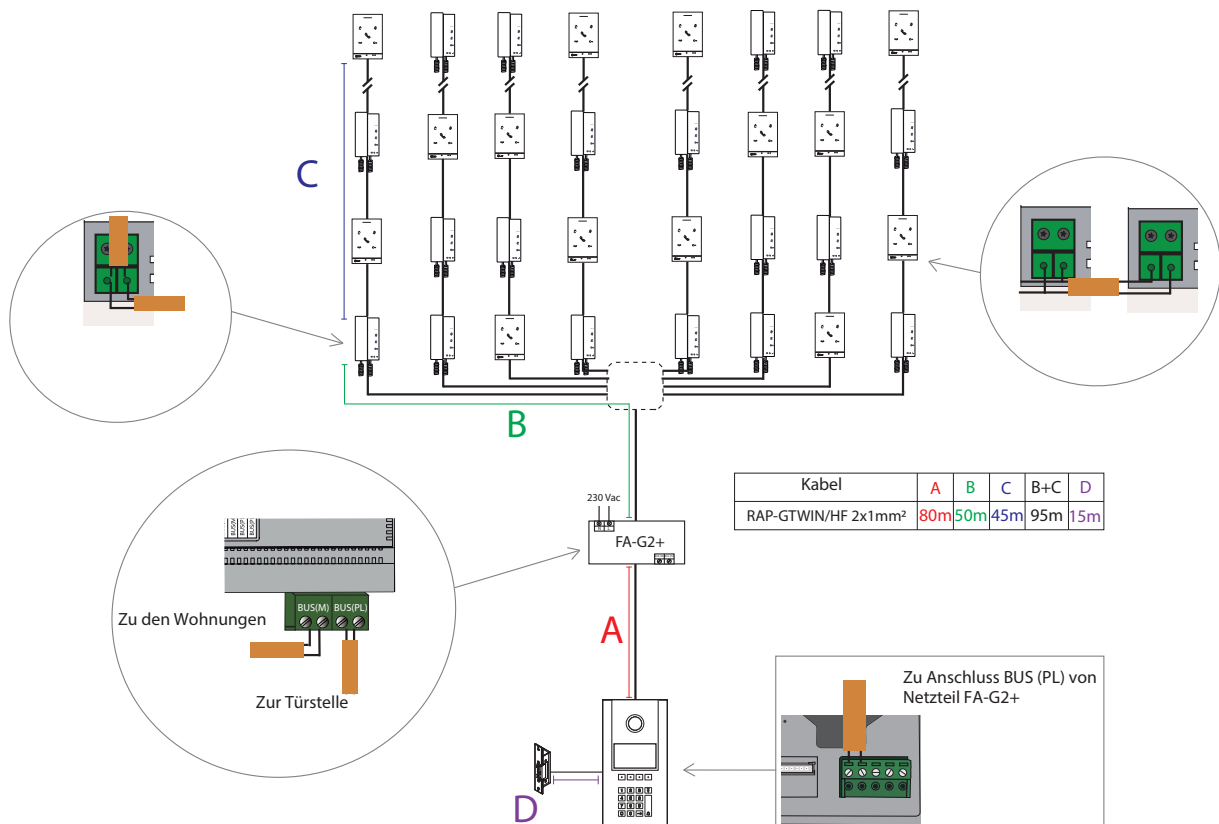 C
B
230 Vac
FA-G2+
Kabel A B C B+C D
RAP-GTWIN/HF 2x1mm² 80m 50m 45m 95m 15m
BUS(M) BUS(PL)
Zu den Wohnungen
Zur Türstelle
A
Zu Anschluss BUS (PL) von
Netzteil FA-G2+
D